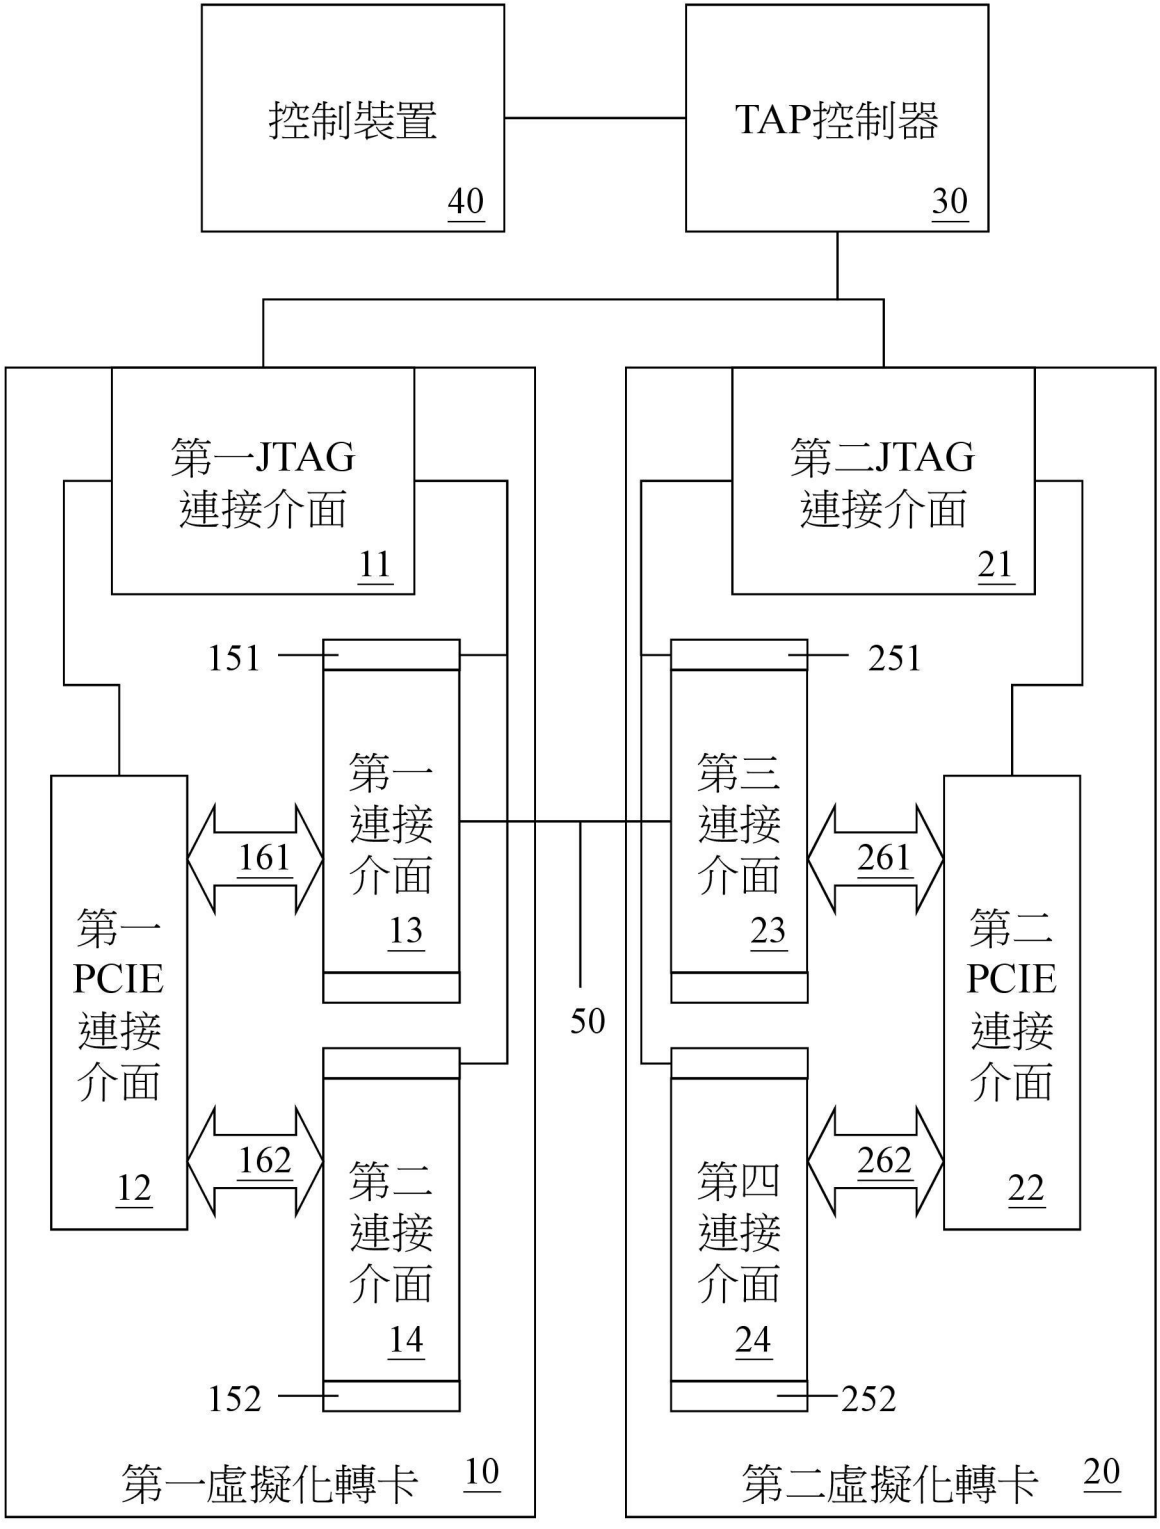 控制裝置
40
TAP控制器
30
第一JTAG
連接介面
11
第二JTAG
連接介面
21
151
251
第一
連接
介面
13
第三
連接
介面
23
161
261
第一
PCIE
連接
介面
12
第二
PCIE
連接
介面
22
50
162
262
第二
連接
介面
14
第四
連接
介面
24
152
252
第一虛擬化轉卡
10
第二虛擬化轉卡
20